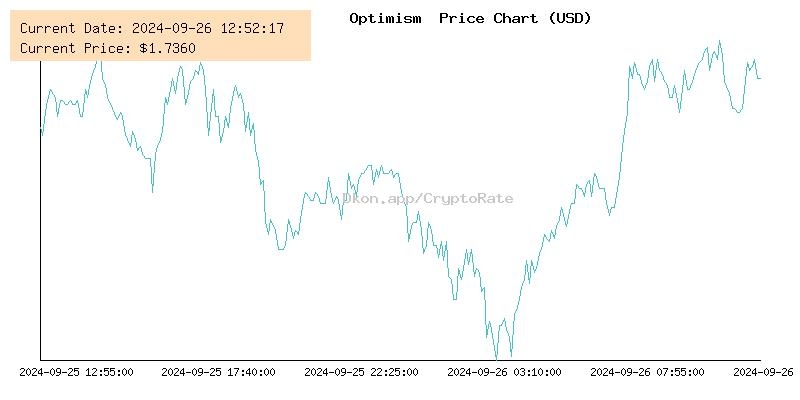 Optimism  Price Chart (USD)
Current Date: 2024-09-26 12:52:17
Current Price: $1.7360
Dkon.app/CryptoRate
2024-09-25 12:55:00 2024-09-25 17:40:00 2024-09-25 22:25:00 2024-09-26 03:10:00 2024-09-26 07:55:00 2024-09-26